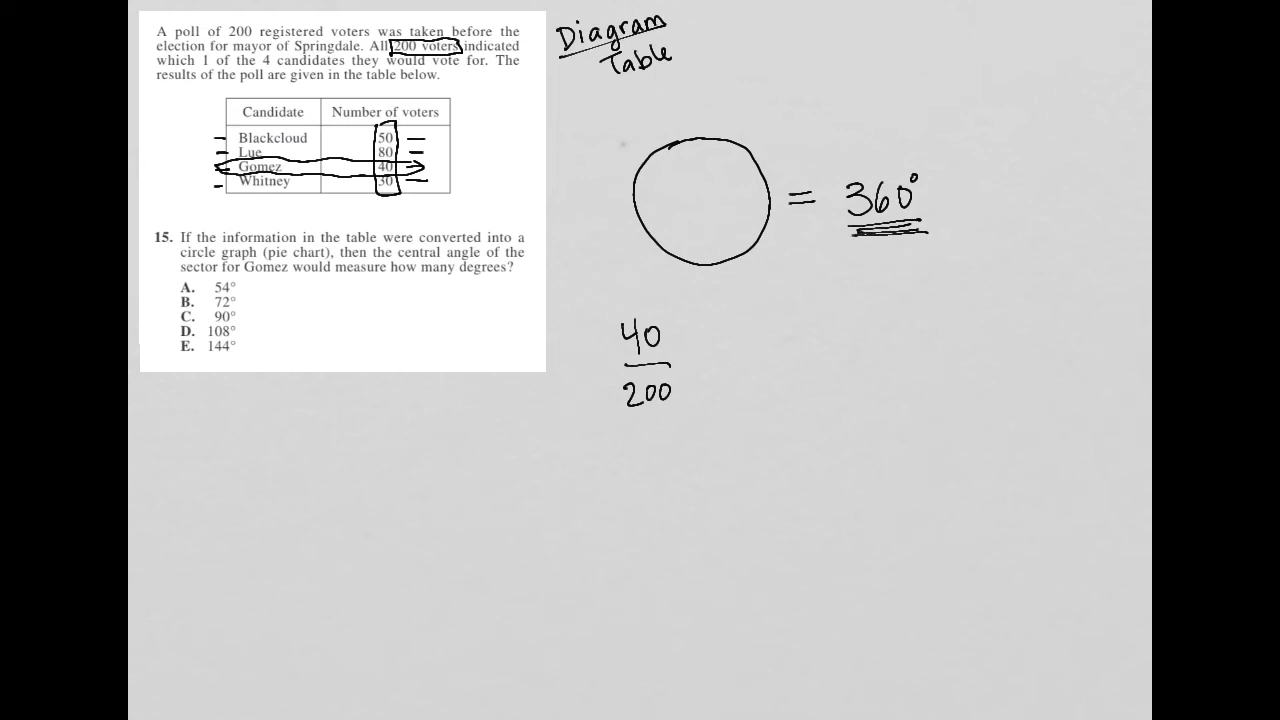 A poll of 200 registered voters was taken before the
election for mayor of Springdale. All 200 voters indicated
which 1 of the 4 candidates they would vote for. The
results of the poll are given in the table below.
Candidate Number of voters
Blackcloud 50
Lue 80
Gomez 40
Whitney 30
15. If the information in the table were converted into a
circle graph (pie chart), then the central angle of the
sector for Gomez would measure how many degrees?
A. 54°
B. 72°
C. 90°
D. 108°
E. 144°
Diagram
Table
= 360°
40
200